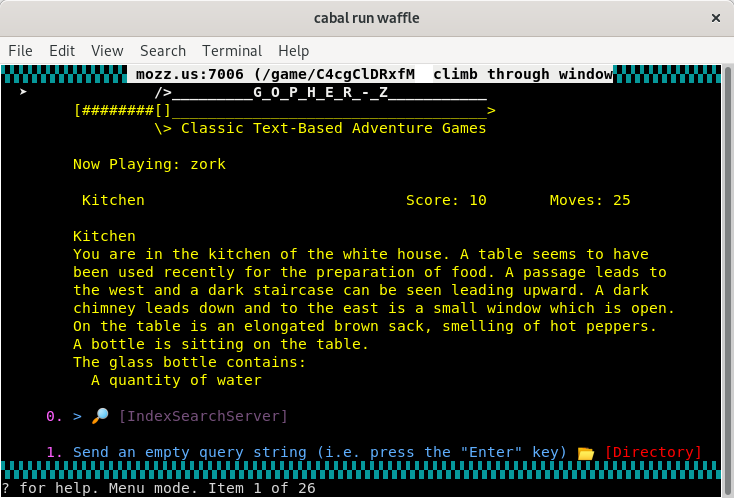 cabal run waffle
File Edit View Search Terminal Help
mozz.us:7006 (/game/C4cgClDRxfM climb through window
/>_________G_O_P_H_E_R_-_Z___________
[########[]___________________________________>
\> Classic Text-Based Adventure Games
Now Playing: zork
Kitchen Score: 10 Moves: 25
Kitchen
You are in the kitchen of the white house. A table seems to have
been used recently for the preparation of food. A passage leads to
the west and a dark staircase can be seen leading upward. A dark
chimney leads down and to the east is a small window which is open.
On the table is an elongated brown sack, smelling of hot peppers.
A bottle is sitting on the table.
The glass bottle contains:
A quantity of water
0. > 🔎 [IndexSearchServer]
1. Send an empty query string (i.e. press the "Enter" key) 📂 [Directory]
? for help. Menu mode. Item 1 of 26